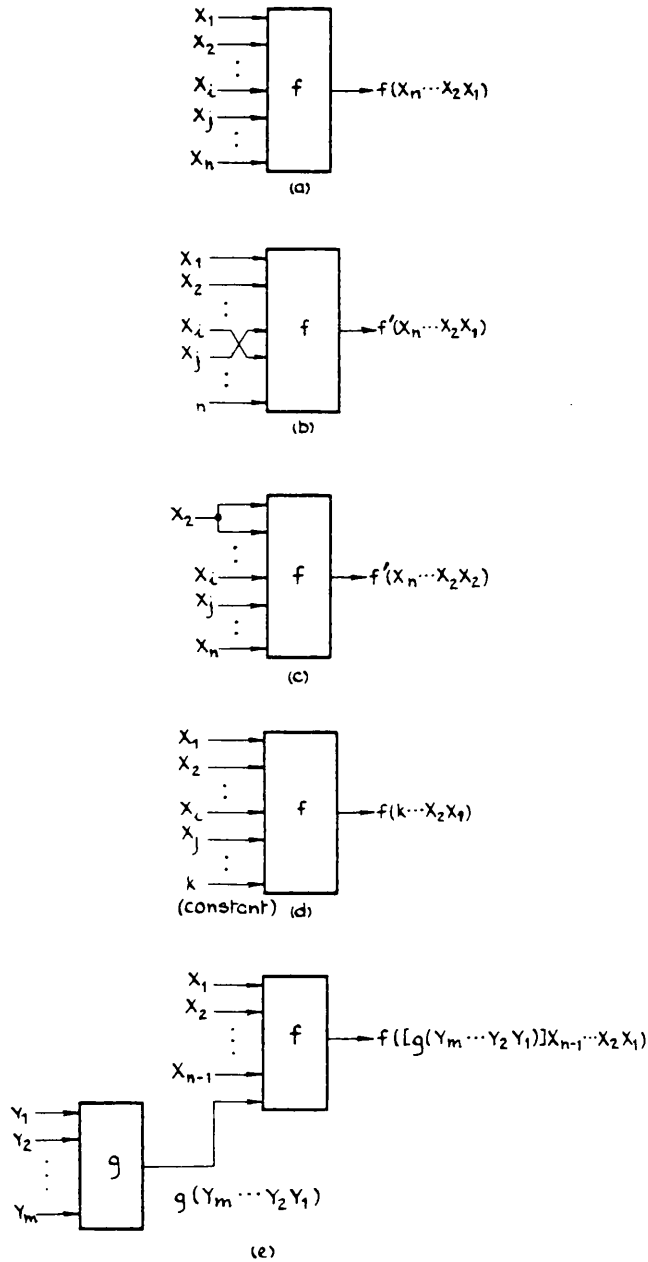 X₁
X₂
⋮
Xᵢ
Xⱼ
⋮
Xₙ
f
f(Xₙ⋯X₂X₁)
(a)
X₁
X₂
⋮
Xᵢ
Xⱼ
⋮
n
f
f'(Xₙ⋯X₂X₁)
(b)
X₂
⋮
Xᵢ
Xⱼ
⋮
Xₙ
f
f'(Xₙ⋯X₂X₂)
(c)
X₁
X₂
⋮
Xᵢ
Xⱼ
⋮
k
(constant)
f
f(k⋯X₂X₁)
(d)
X₁
X₂
⋮
Xₙ₋₁
f
f([g(Yₘ⋯Y₂Y₁)]Xₙ₋₁⋯X₂X₁)
Y₁
Y₂
⋮
Yₘ
g
g(Yₘ⋯Y₂Y₁)
(e)